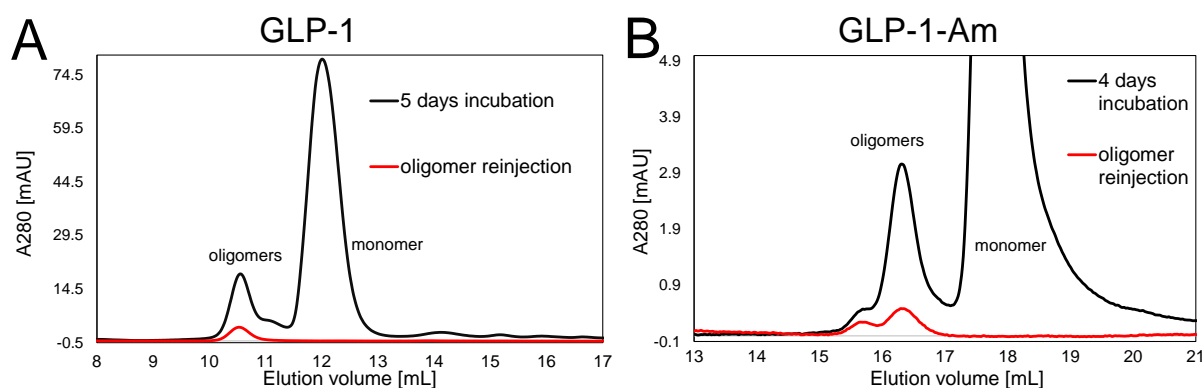 A
GLP-1
A280 [mAU]
74.5
59.5
44.5
29.5
14.5
-0.5
5 days incubation
oligomer reinjection
oligomers
monomer
8 9 10 11 12 13 14 15 16 17
Elution volume [mL]
B
GLP-1-Am
A280 [mAU]
4.9
3.9
2.9
1.9
0.9
-0.1
4 days
incubation
oligomer
reinjection
oligomers
monomer
13 14 15 16 17 18 19 20 21
Elution volume [mL]